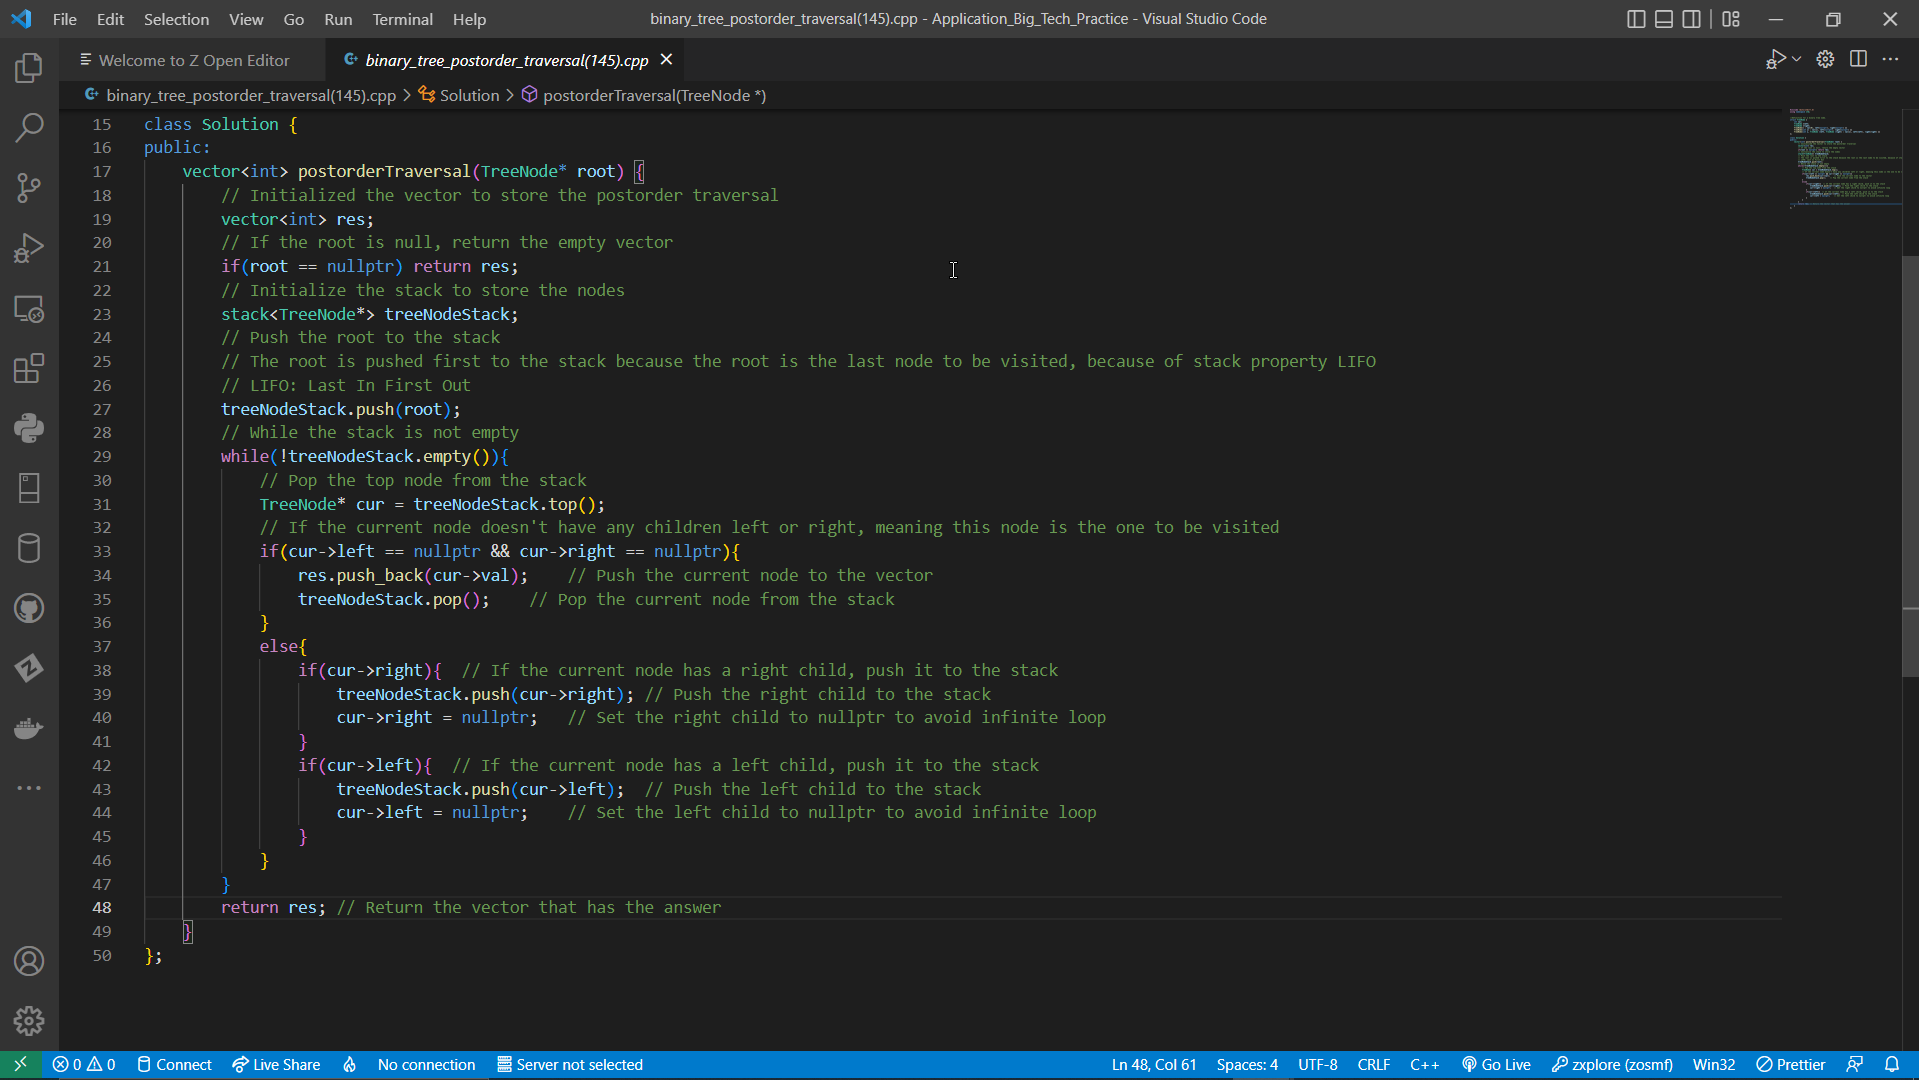 File Edit Selection View Go Run Terminal Help
binary_tree_postorder_traversal(145).cpp - Application_Big_Tech_Practice - Visual Studio Code
Welcome to Z Open Editor
binary_tree_postorder_traversal(145).cpp
binary_tree_postorder_traversal(145).cpp > Solution > postorderTraversal(TreeNode *)
15 class Solution {
16 public:
17 vector<int> postorderTraversal(TreeNode* root) {
18 // Initialized the vector to store the postorder traversal
19 vector<int> res;
20 // If the root is null, return the empty vector
21 if(root == nullptr) return res;
22 // Initialize the stack to store the nodes
23 stack<TreeNode*> treeNodeStack;
24 // Push the root to the stack
25 // The root is pushed first to the stack because the root is the last node to be visited, because of stack property LIFO
26 // LIFO: Last In First Out
27 treeNodeStack.push(root);
28 // While the stack is not empty
29 while(!treeNodeStack.empty()){
30 // Pop the top node from the stack
31 TreeNode* cur = treeNodeStack.top();
32 // If the current node doesn't have any children left or right, meaning this node is the one to be visited
33 if(cur->left == nullptr && cur->right == nullptr){
34 res.push_back(cur->val); // Push the current node to the vector
35 treeNodeStack.pop(); // Pop the current node from the stack
36 }
37 else{
38 if(cur->right){ // If the current node has a right child, push it to the stack
39 treeNodeStack.push(cur->right); // Push the right child to the stack
40 cur->right = nullptr; // Set the right child to nullptr to avoid infinite loop
41 }
42 if(cur->left){ // If the current node has a left child, push it to the stack
43 treeNodeStack.push(cur->left); // Push the left child to the stack
44 cur->left = nullptr; // Set the left child to nullptr to avoid infinite loop
45 }
46 }
47 }
48 return res; // Return the vector that has the answer
49 }
50 };
0 0 Connect Live Share No connection Server not selected Ln 48, Col 61 Spaces: 4 UTF-8 CRLF C++ Go Live zxplore (zosmf) Win32 Prettier